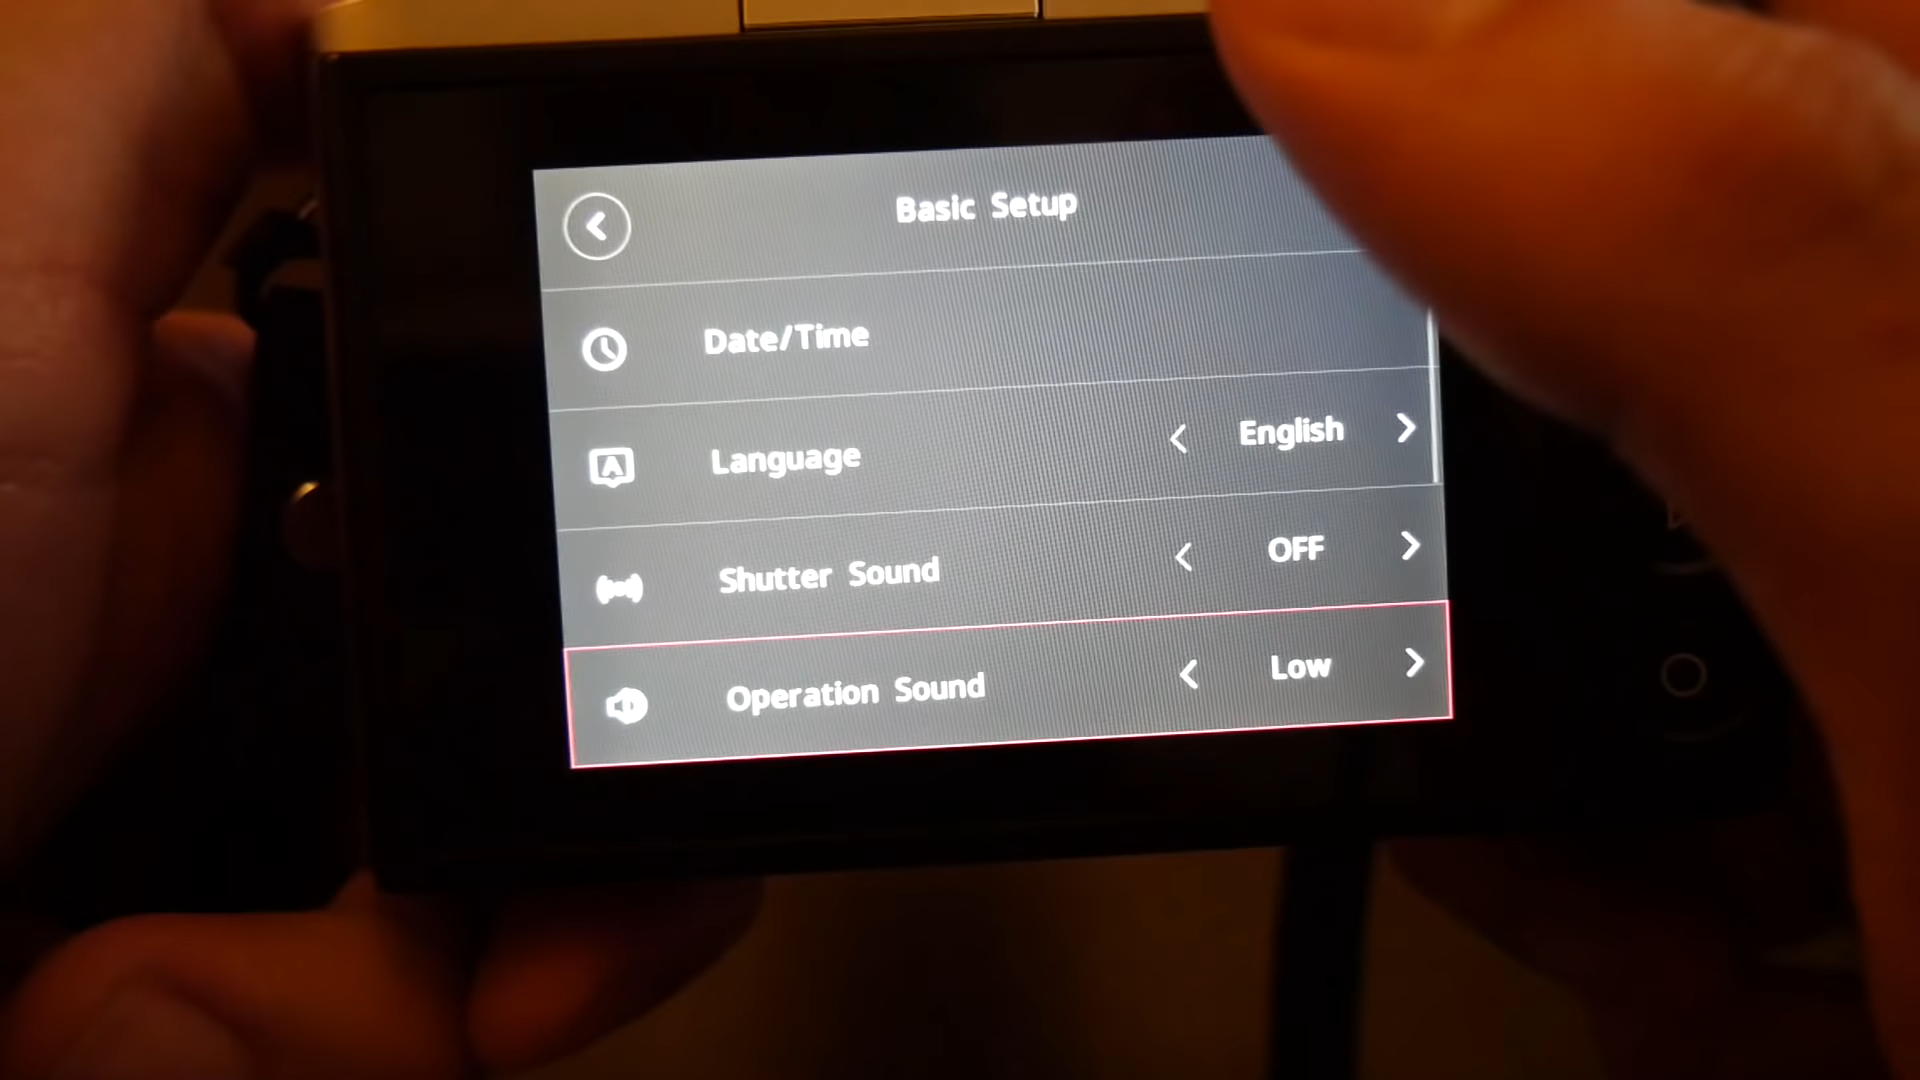 Basic Setup
Date/Time
Language English
Shutter Sound OFF
Operation Sound Low